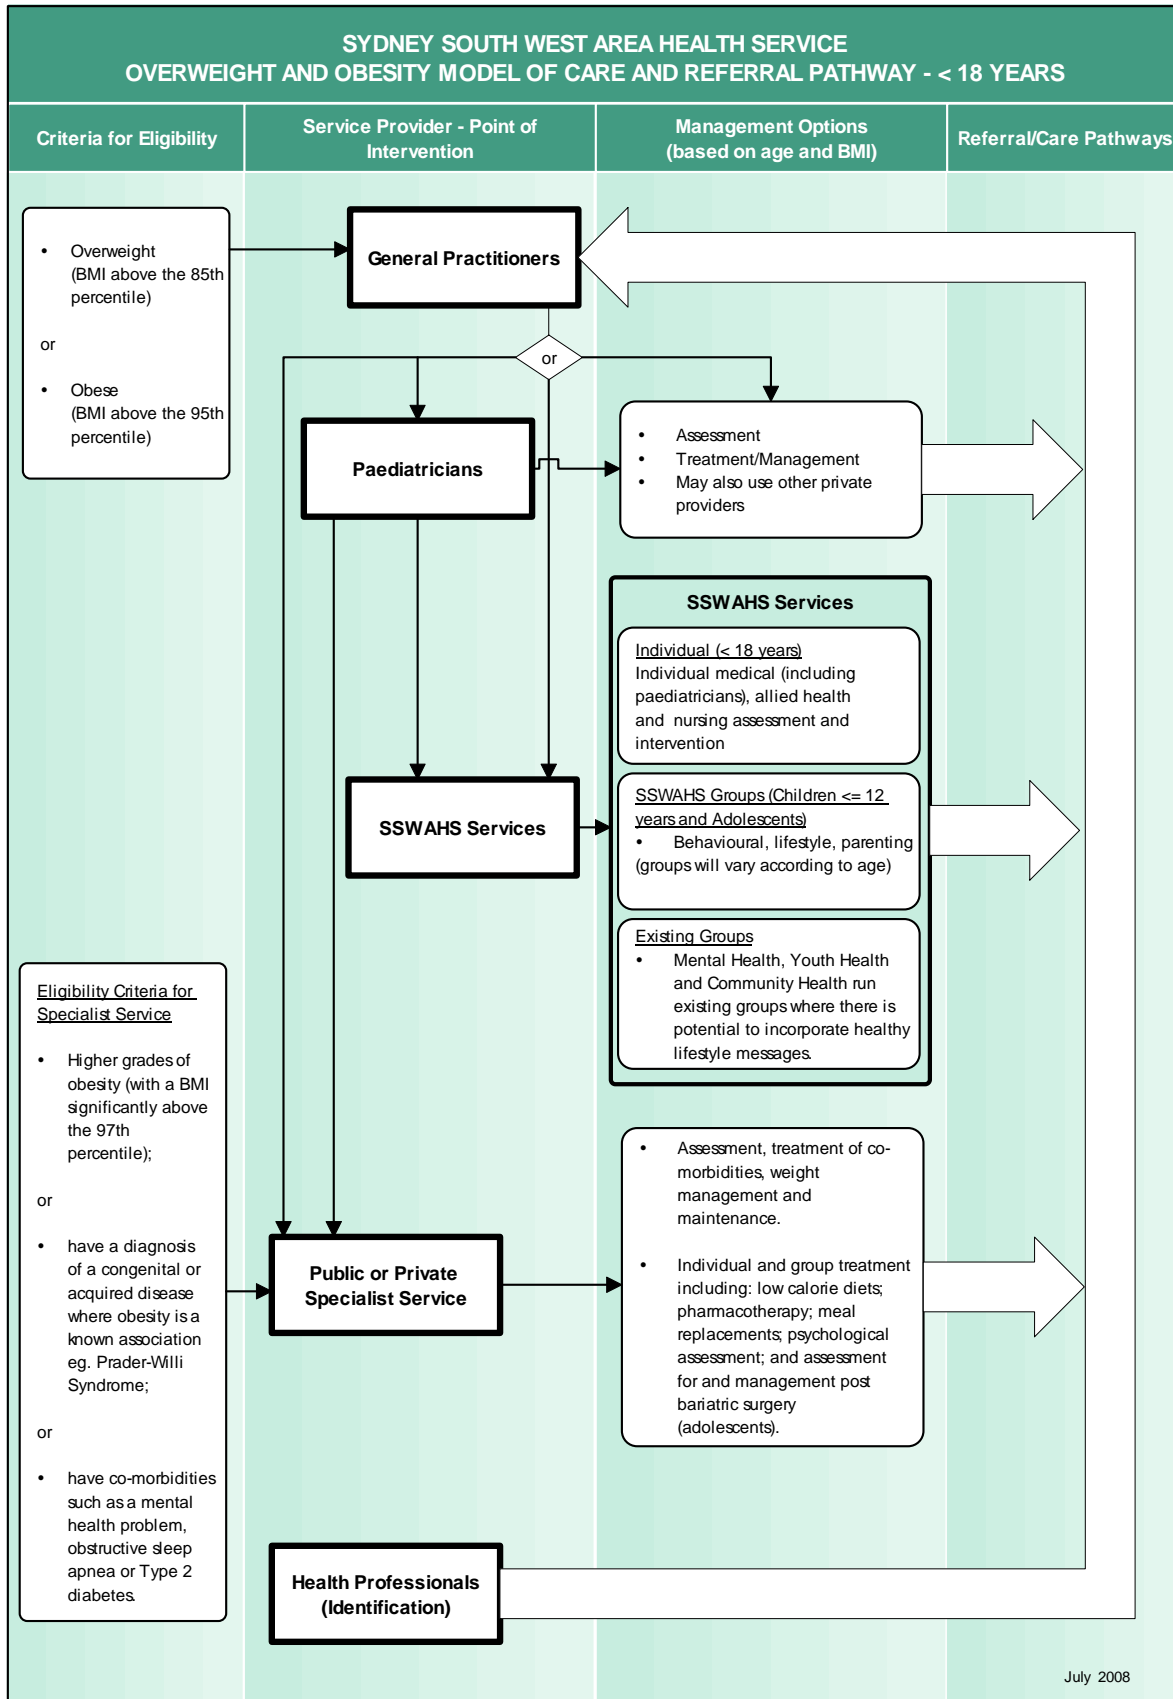 SYDNEY SOUTH WEST AREA HEALTH SERVICE
OVERWEIGHT AND OBESITY MODEL OF CARE AND REFERRAL PATHWAY - < 18 YEARS
Criteria for Eligibility
Service Provider - Point of
Intervention
Management Options
(based on age and BMI)
Referral/Care Pathways
• Overweight
(BMI above the 85th
percentile)
or
• Obese
(BMI above the 95th
percentile)
General Practitioners
or
Paediatricians
• Assessment
• Treatment/Management
• May also use other private
providers
SSWAHS Services
Individual (< 18 years)
Individual medical (including
paediatricians), allied health
and nursing assessment and
intervention
SSWAHS Services
SSWAHS Groups (Children <= 12
years and Adolescents)
• Behavioural, lifestyle, parenting
(groups will vary according to age)
Existing Groups
• Mental Health, Youth Health
and Community Health run
existing groups where there is
potential to incorporate healthy
lifestyle messages.
Eligibility Criteria for
Specialist Service
• Higher grades of
obesity (with a BMI
significantly above
the 97th
percentile);
or
• have a diagnosis
of a congenital or
acquired disease
where obesity is a
known association
eg. Prader-Willi
Syndrome;
or
• have co-morbidities
such as a mental
health problem,
obstructive sleep
apnea or Type 2
diabetes.
Public or Private
Specialist Service
• Assessment, treatment of co-
morbidities, weight
management and
maintenance.
• Individual and group treatment
including: low calorie diets;
pharmacotherapy; meal
replacements; psychological
assessment; and assessment
for and management post
bariatric surgery
(adolescents).
Health Professionals
(Identification)
July 2008